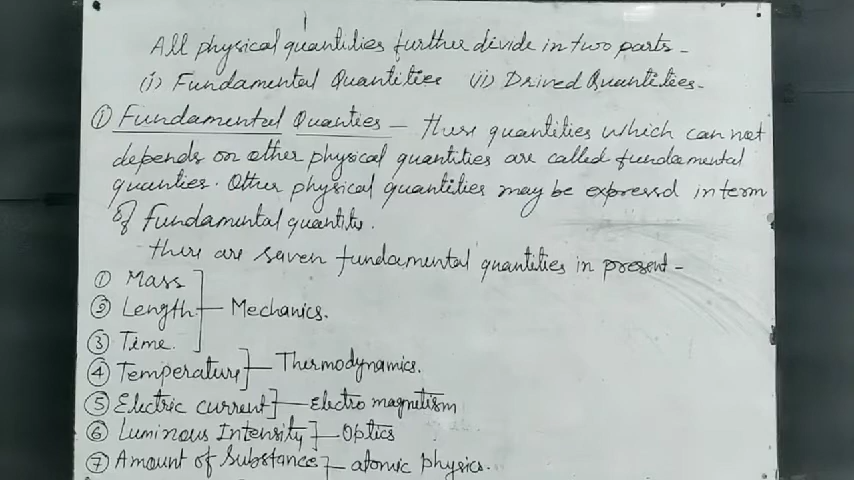 All physical quantities further divide in two parts -
(i) Fundamental Quantities (ii) Drived Quantitees -
① Fundamental Quanties - These quantities which can not
depends on other physical quantities are called fundamental
quanties. Other physical quantities may be expressd in term
of fundamental quantity.
There are seven fundamental quantities in present -
① Mass
② Length - Mechanics.
③ Time.
④ Temperature - Thermodynamics.
⑤ Electric current - Electro magnetism
⑥ Luminous Intensity - Optics
⑦ Amount of Substances - atomic physics.